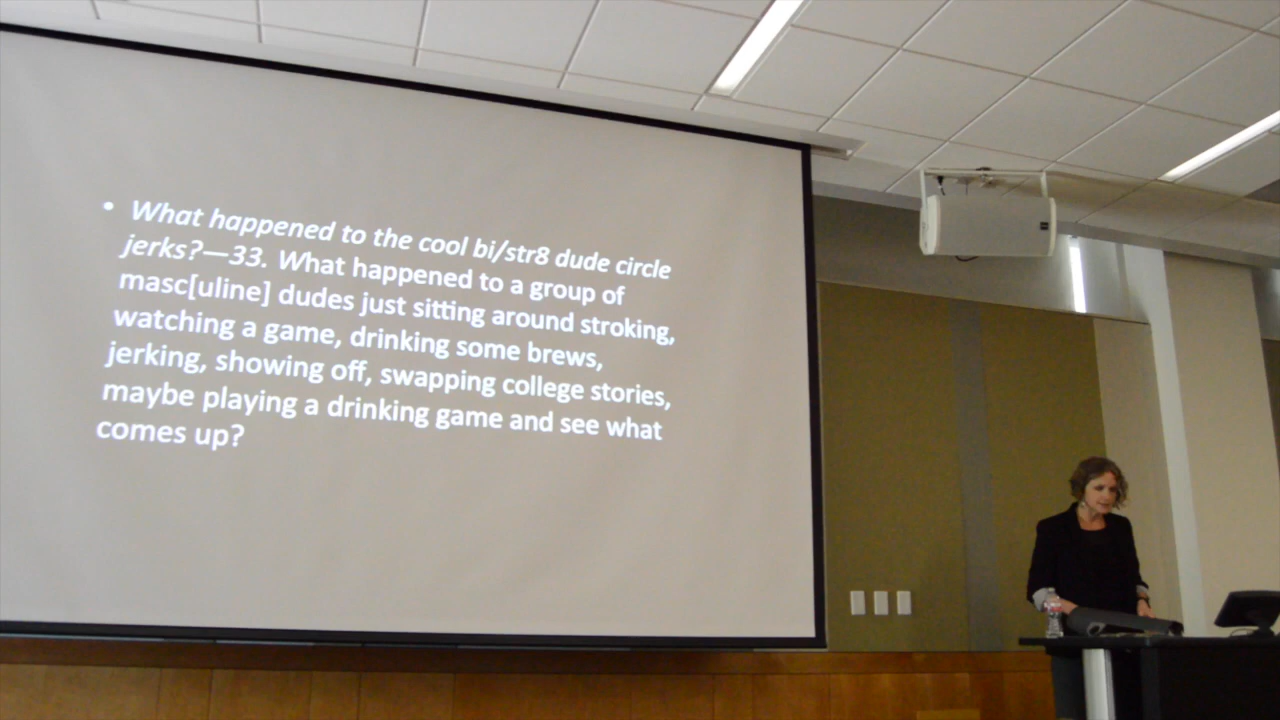 • What happened to the cool bi/str8 dude circle
jerks?—33. What happened to a group of
masc[uline] dudes just sitting around stroking,
watching a game, drinking some brews,
jerking, showing off, swapping college stories,
maybe playing a drinking game and see what
comes up?